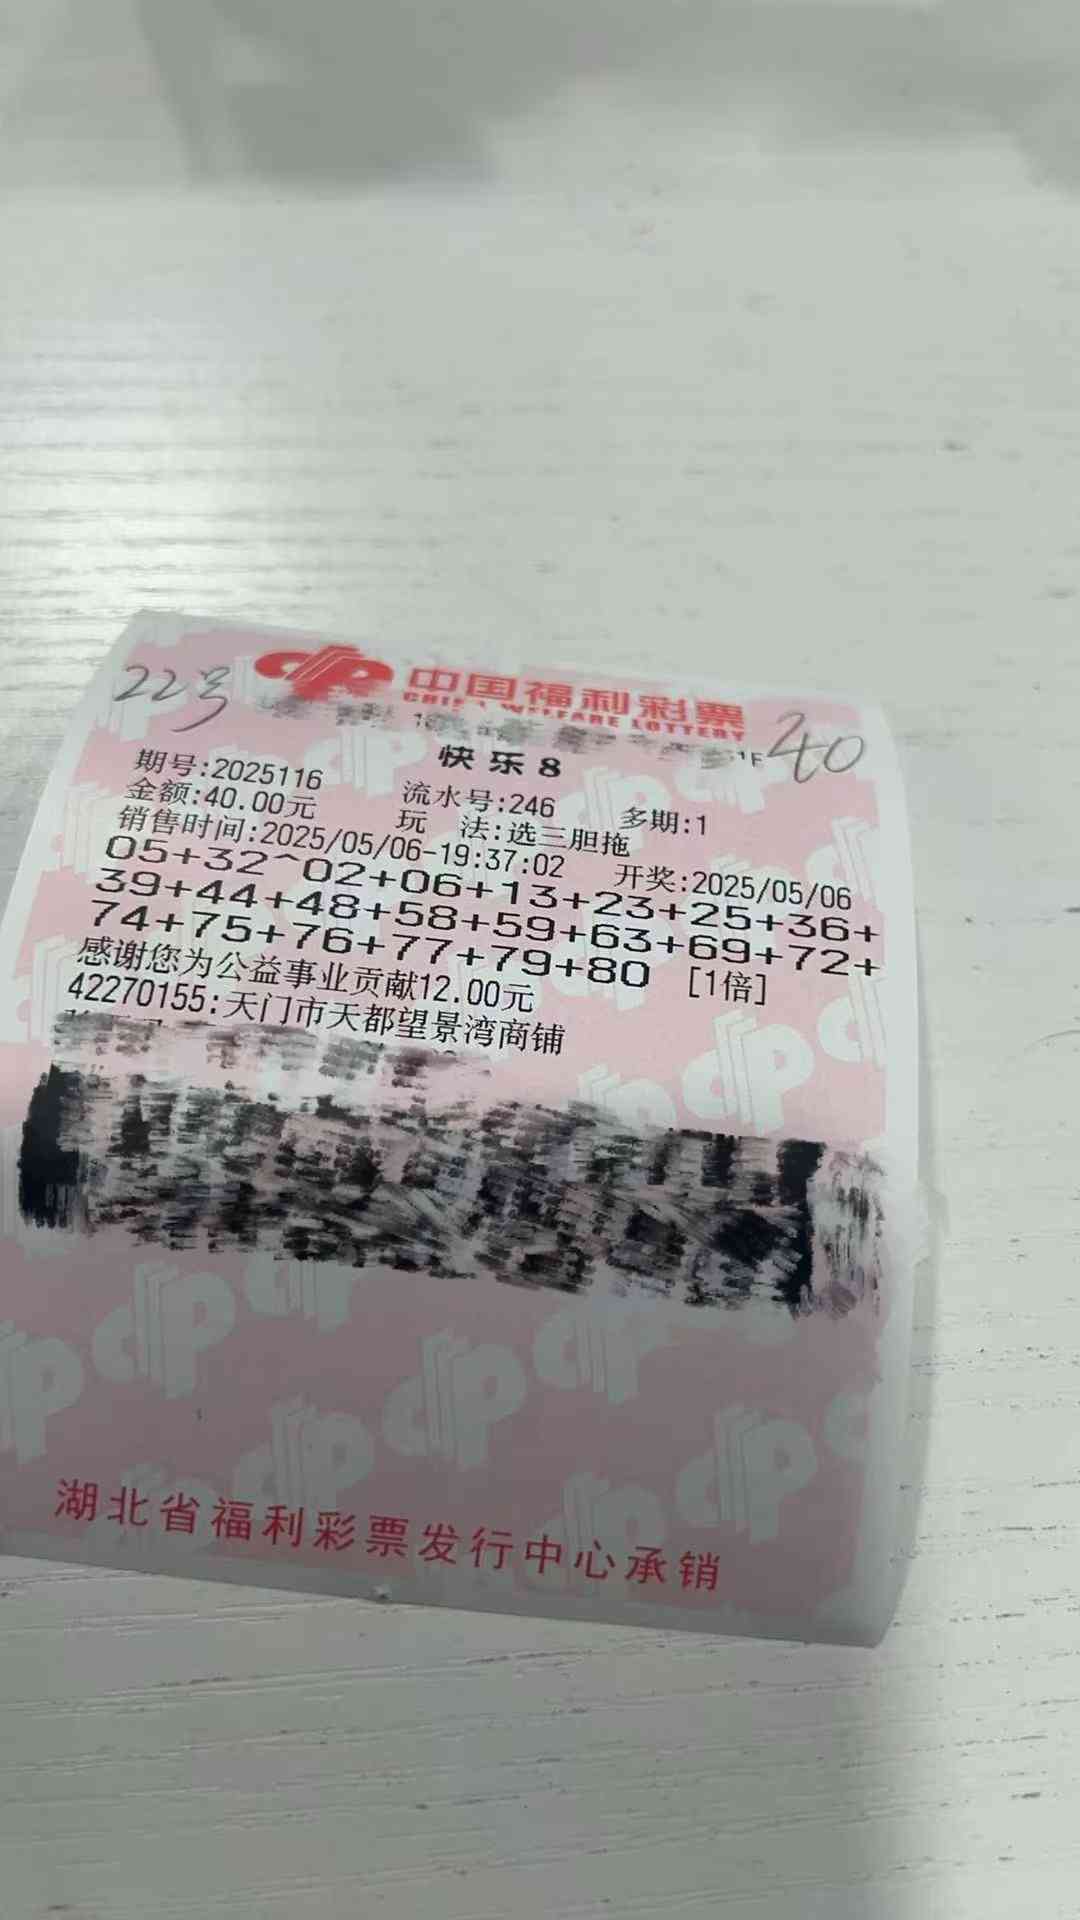 22号
中国福利彩票
CHINA WELFARE LOTTERY
40
快乐8
期号:2025116 流水号:246 多期:1
金额:40.00元 玩 法:选三胆拖
销售时间:2025/05/06-19:37:02 开奖:2025/05/06
05+32^02+06+13+23+25+36+
39+44+48+58+59+63+69+72+
74+75+76+77+79+80 [1倍]
感谢您为公益事业贡献12.00元
42270155:天门市天都望景湾商铺
湖北省福利彩票发行中心承销